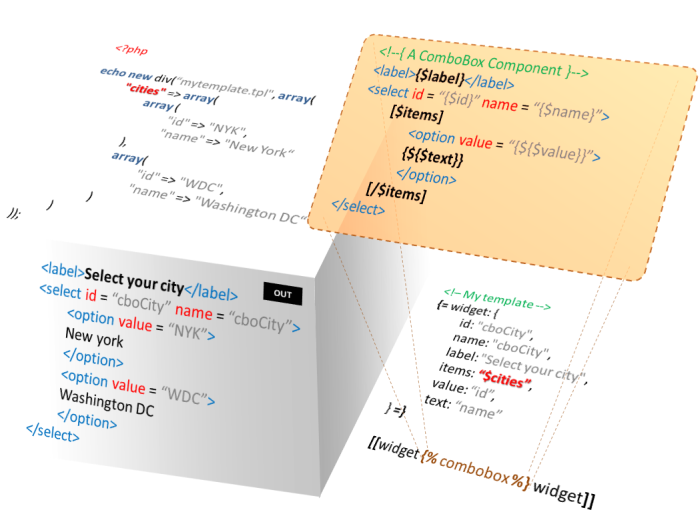 <?php
echo new div("mytemplate.tpl", array(
"cities" => array(
array (
"id" => "NYK",
"name" => "New York"
),
array(
"id" => "WDC",
"name" => "Washington DC"
)
)
));
<!--{ A ComboBox Component }-->
<label>{$label}</label>
<select id = "{$id}" name = "{$name}">
[$items]
<option value = "{${$value}}">
{${$text}}
</option>
[/$items]
</select>
<label>Select your city</label>
OUT
<select id = "cboCity" name = "cboCity">
<option value = "NYK">
New york
</option>
<option value = "WDC">
Washington DC
</option>
</select>
<!-- My template -->
{= widget: {
id: "cboCity",
name: "cboCity",
label: "Select your city",
items: "$cities",
value: "id",
text: "name"
} =}
[[widget {% combobox %} widget]]